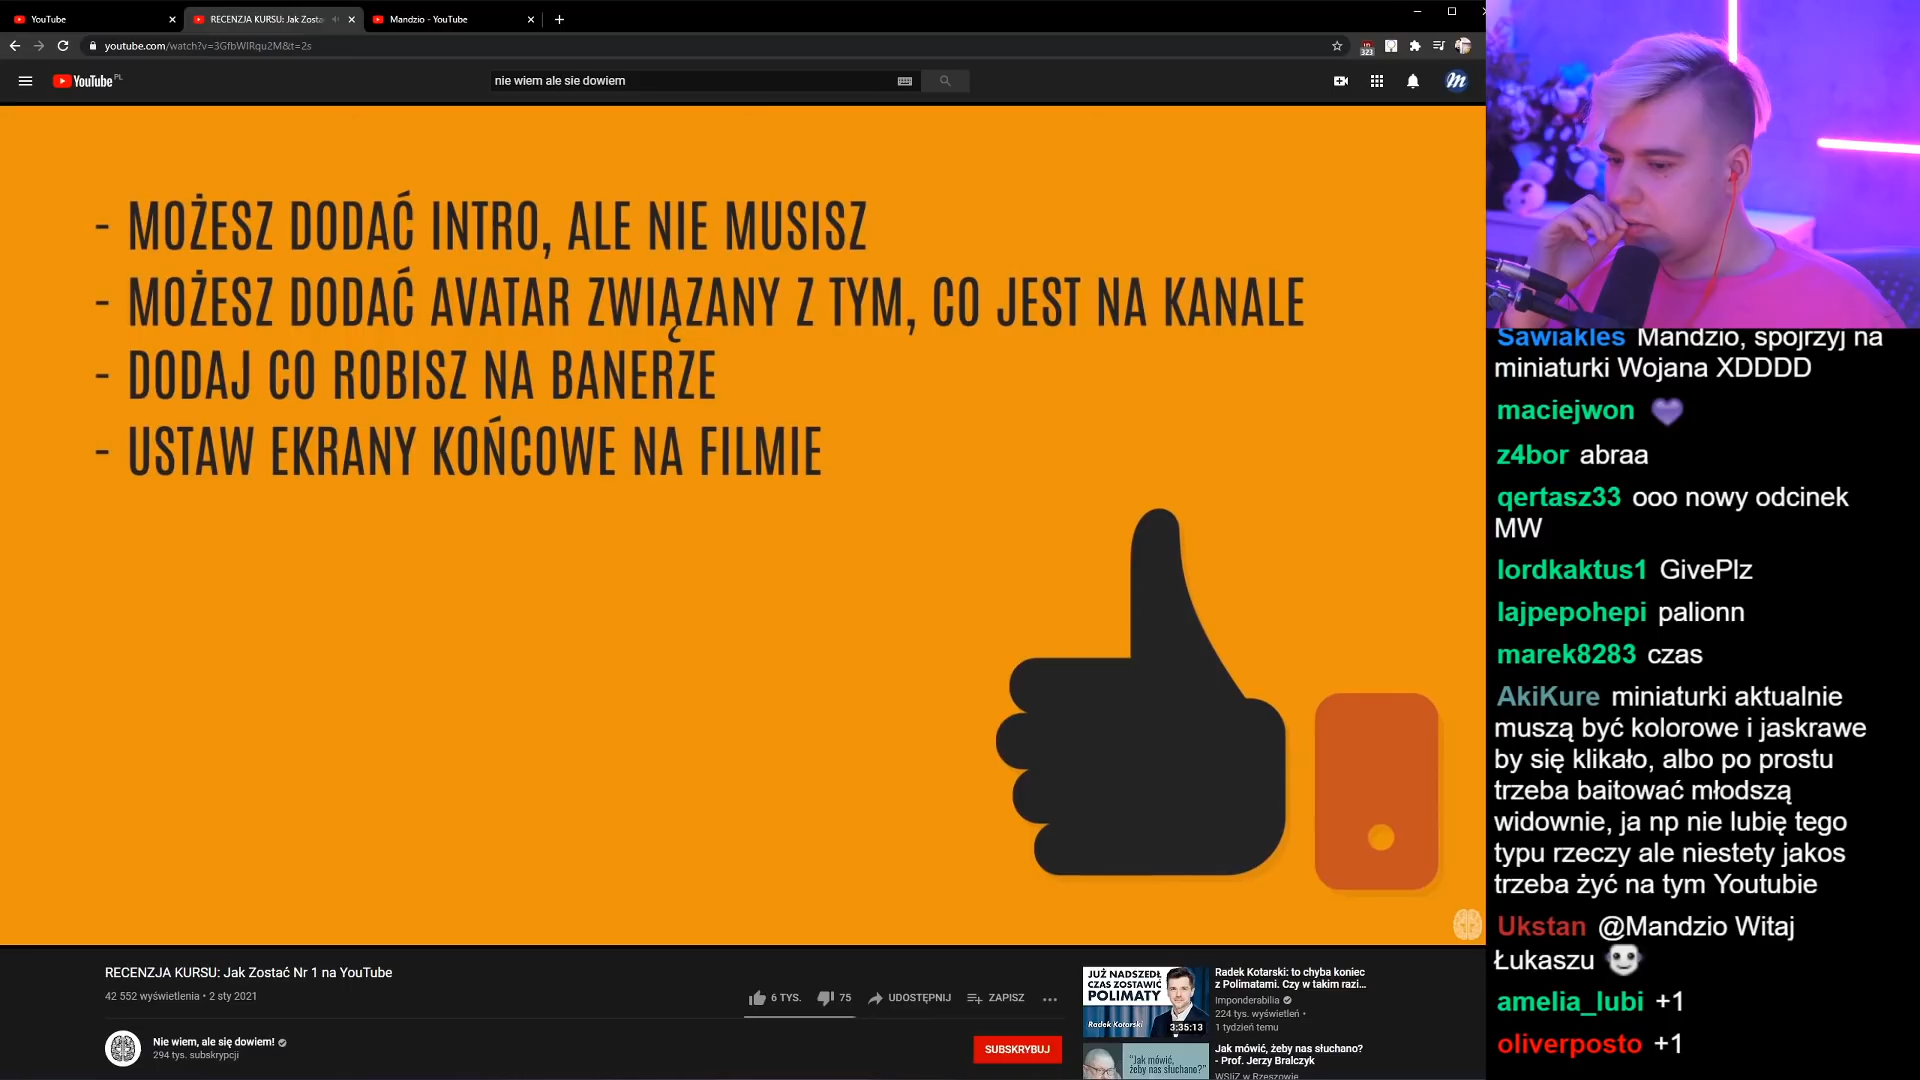 YouTube
RECENZJA KURSU: Jak Zosta
Mandzio - YouTube
youtube.com/watch?v=3GfbWlRqu2M&t=2s
323
YouTube PL
nie wiem ale sie dowiem
m
- MOŻESZ DODAĆ INTRO, ALE NIE MUSISZ
- MOŻESZ DODAĆ AVATAR ZWIĄZANY Z TYM, CO JEST NA KANALE
- DODAJ CO ROBISZ NA BANERZE
- USTAW EKRANY KOŃCOWE NA FILMIE
RECENZJA KURSU: Jak Zostać Nr 1 na YouTube
42 552 wyświetlenia • 2 sty 2021
6 TYS.
75
UDOSTĘPNIJ
ZAPISZ
Nie wiem, ale się dowiem!
294 tys. subskrypcji
SUBSKRYBUJ
JUŻ NADSZEDŁ
CZAS ZOSTAWIĆ
POLIMATY
Radek Kotarski
3:35:13
Radek Kotarski: to chyba koniec
z Polimatami. Czy w takim razi...
Imponderabilia
224 tys. wyświetleń •
1 tydzień temu
"Jak mówić,
żeby nas słuchano?"
Jak mówić, żeby nas słuchano?
- Prof. Jerzy Bralczyk
WSIiZ w Rzeszowie
Sawiakles Mandzio, spojrzyj na
miniaturki Wojana XDDDD
maciejwon
z4bor abraa
qertasz33 ooo nowy odcinek
MW
lordkaktus1 GivePlz
lajpepohepi palionn
marek8283 czas
AkiKure miniaturki aktualnie
muszą być kolorowe i jaskrawe
by się klikało, albo po prostu
trzeba baitować młodszą
widownie, ja np nie lubię tego
typu rzeczy ale niestety jakos
trzeba żyć na tym Youtubie
Ukstan @Mandzio Witaj
Łukaszu
amelia_lubi +1
oliverposto +1